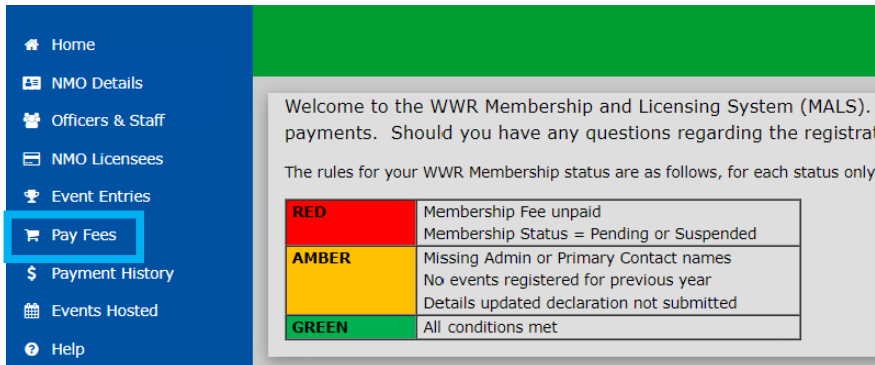 Home
NMO Details
Officers & Staff
NMO Licensees
Event Entries
Pay Fees
$ Payment History
Events Hosted
? Help
Welcome to the WWR Membership and Licensing System (MALS).
payments. Should you have any questions regarding the
The rules for your WWR Membership status are as follows, for each status only
RED
Membership Fee unpaid
Membership Status = Pending or Suspended
AMBER
Missing Admin or Primary Contact names
No events registered for previous year
Details updated declaration not submitted
GREEN
All conditions met